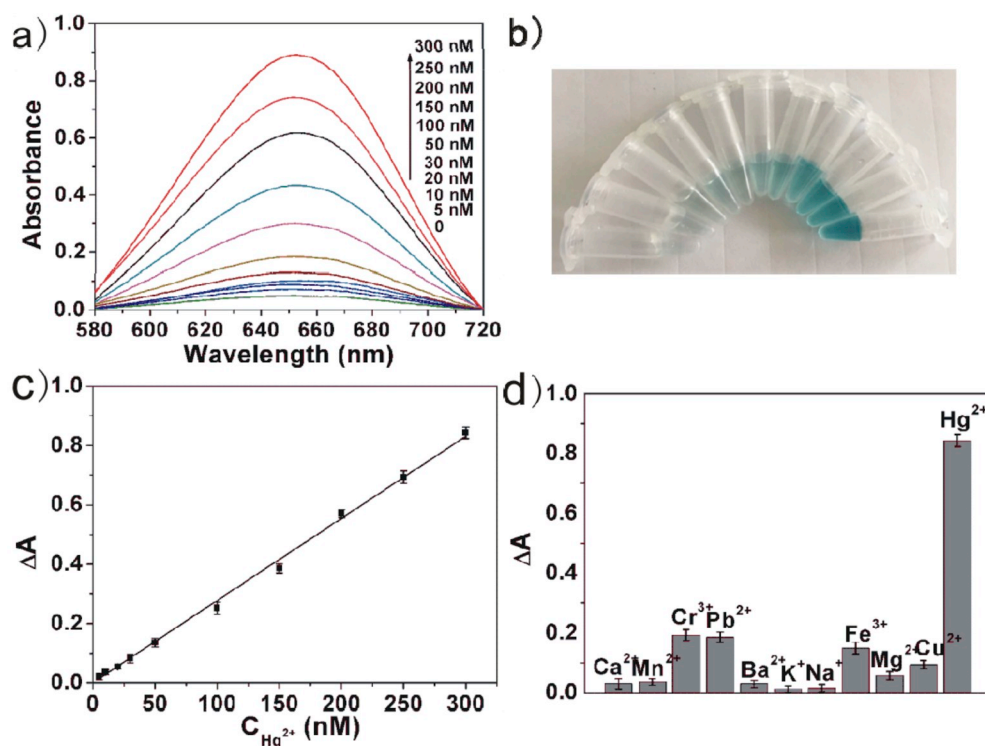 a)
Absorbance
1.0
0.8
0.6
0.4
0.2
0.0
580 600 620 640 660 680 700 720
Wavelength (nm)
300 nM
250 nM
200 nM
150 nM
100 nM
50 nM
30 nM
20 nM
10 nM
5 nM
0
b)
c)
ΔA
1.0
0.8
0.6
0.4
0.2
0.0
0 50 100 150 200 250 300
C Hg²⁺ (nM)
d)
ΔA
1.0
0.8
0.6
0.4
0.2
0.0
Ca²⁺ Mn²⁺ Cr³⁺ Pb²⁺ Ba²⁺ K⁺ Na⁺ Fe³⁺ Mg²⁺ Cu²⁺ Hg²⁺